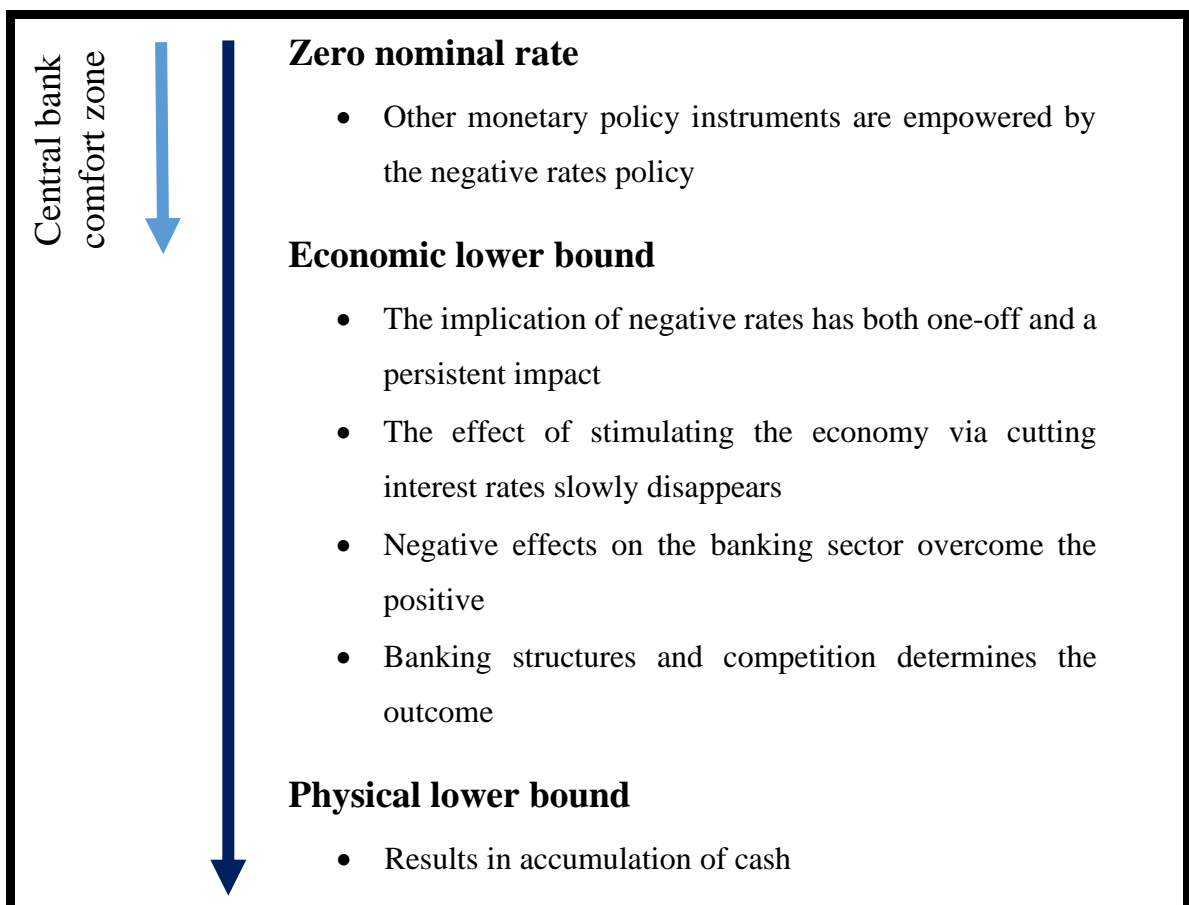 Central bank
comfort zone
Zero nominal rate
• Other monetary policy instruments are empowered by
the negative rates policy
Economic lower bound
• The implication of negative rates has both one-off and a
persistent impact
• The effect of stimulating the economy via cutting
interest rates slowly disappears
• Negative effects on the banking sector overcome the
positive
• Banking structures and competition determines the
outcome
Physical lower bound
• Results in accumulation of cash